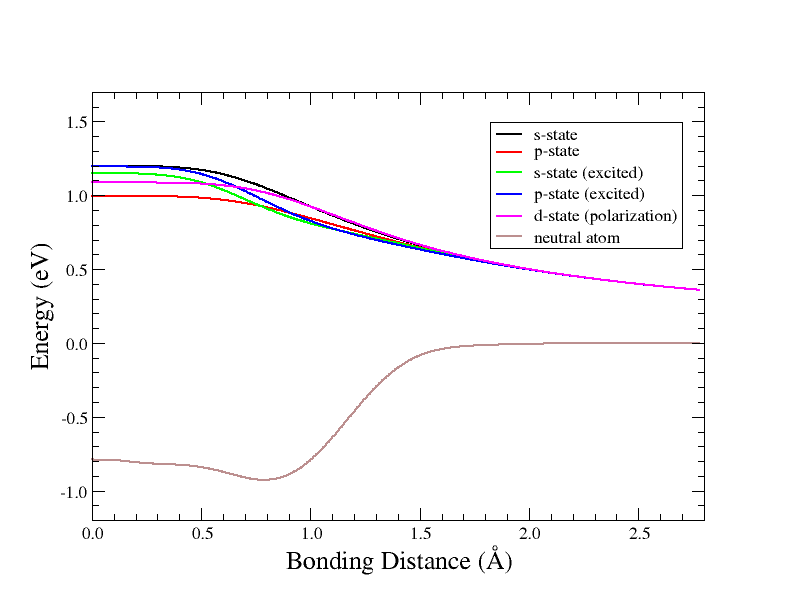 1.5
1.0
0.5
0.0
-0.5
-1.0
Energy (eV)
s-state
p-state
s-state (excited)
p-state (excited)
d-state (polarization)
neutral atom
0.0 0.5 1.0 1.5 2.0 2.5
Bonding Distance (Å)